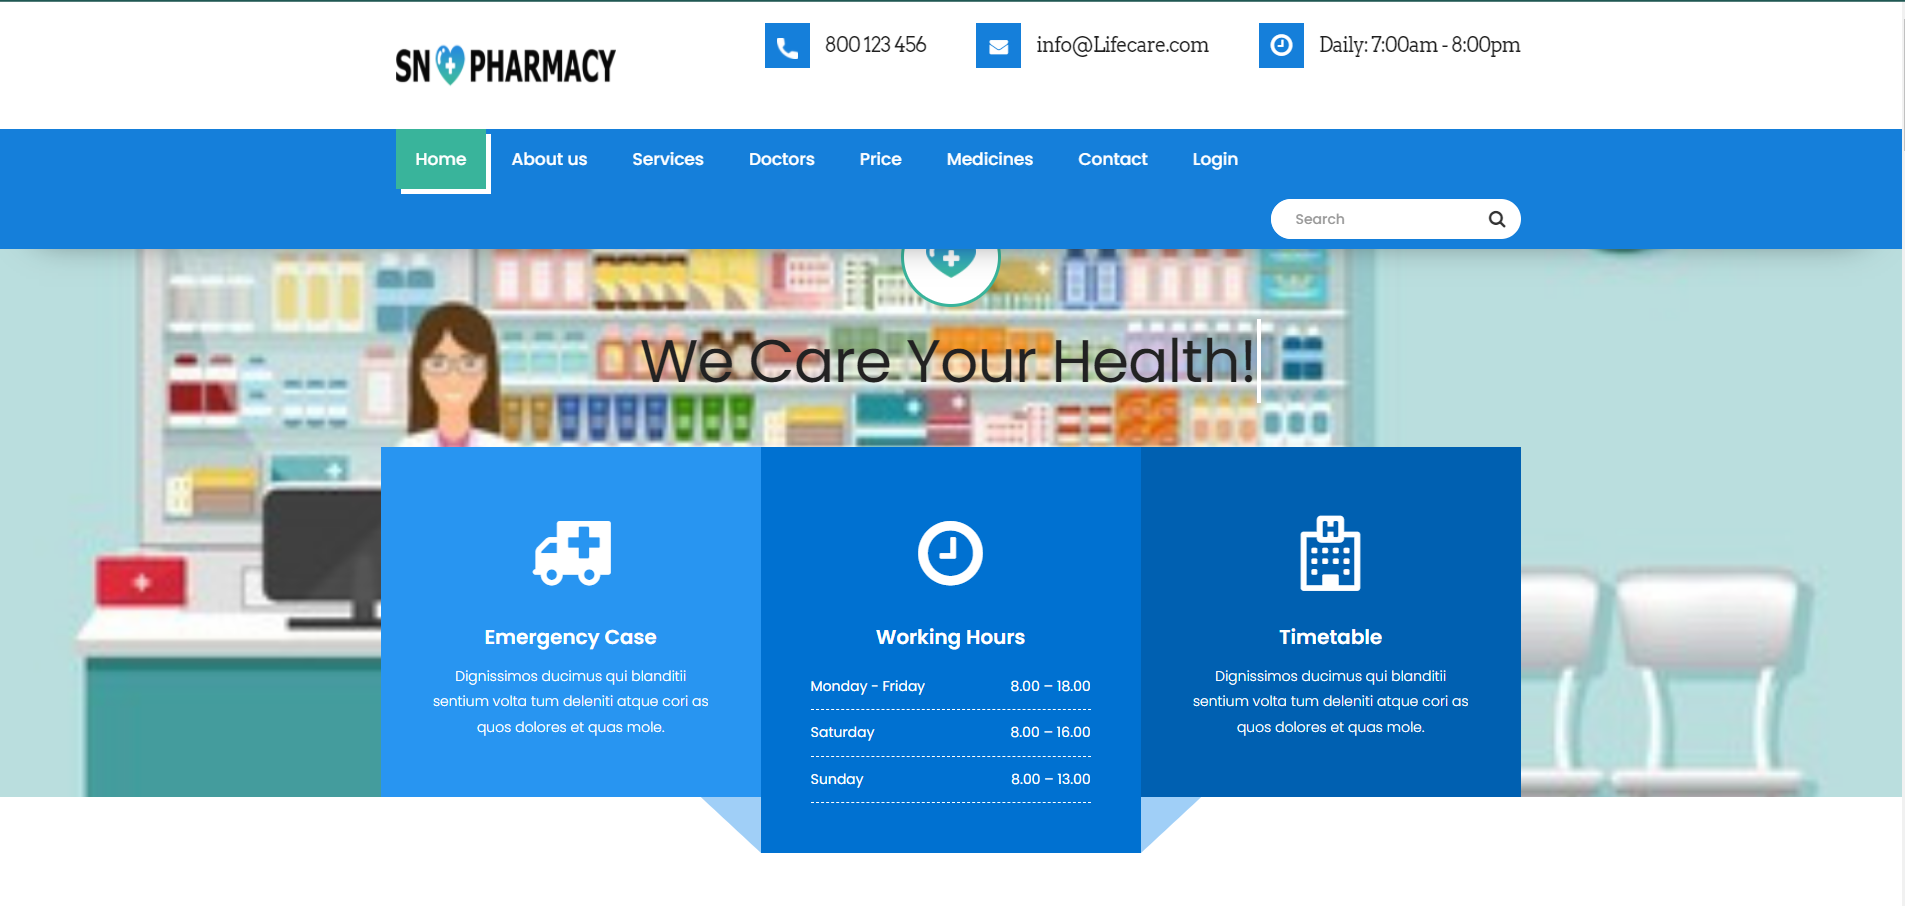 SN PHARMACY
800 123 456
info@Lifecare.com
Daily: 7:00am - 8:00pm
Home
About us
Services
Doctors
Price
Medicines
Contact
Login
Search
We Care Your Health!
Emergency Case
Dignissimos ducimus qui blanditii
sentium volta tum deleniti atque cori as
quos dolores et quas mole.
Working Hours
Monday - Friday 8.00 – 18.00
Saturday 8.00 – 16.00
Sunday 8.00 – 13.00
H
Timetable
Dignissimos ducimus qui blanditii
sentium volta tum deleniti atque cori as
quos dolores et quas mole.